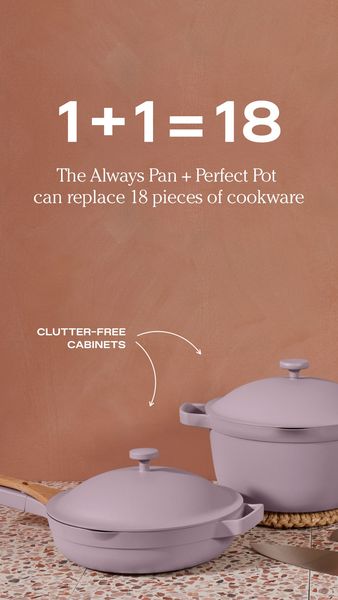 1+1=18
The Always Pan + Perfect Pot
can replace 18 pieces of cookware
CLUTTER-FREE
CABINETS